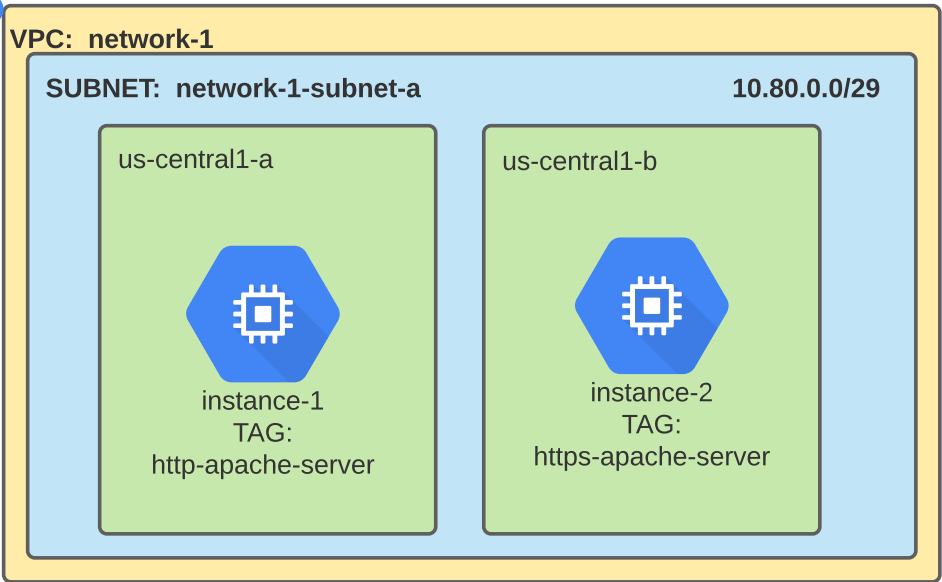 VPC:  network-1
SUBNET:  network-1-subnet-a
10.80.0.0/29
us-central1-a
us-central1-b
instance-1
TAG:
http-apache-server
instance-2
TAG:
https-apache-server